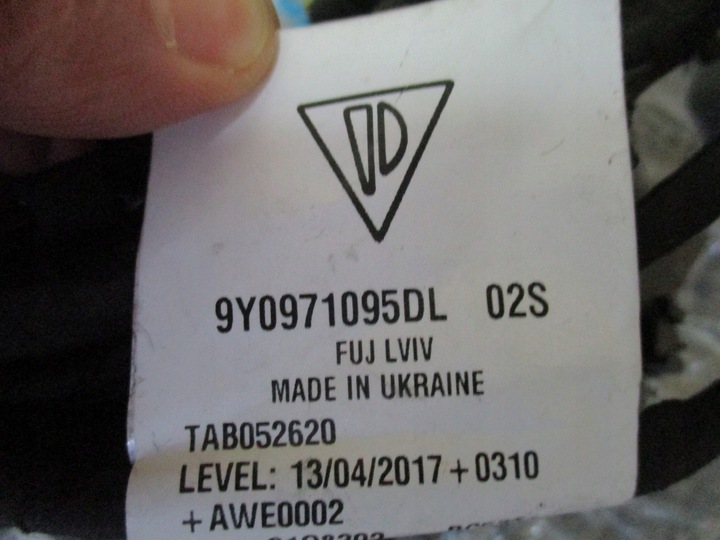 9Y0971095DL 02S
FUJ LVIV
MADE IN UKRAINE
TAB052620
LEVEL: 13/04/2017+0310
+AWE0002